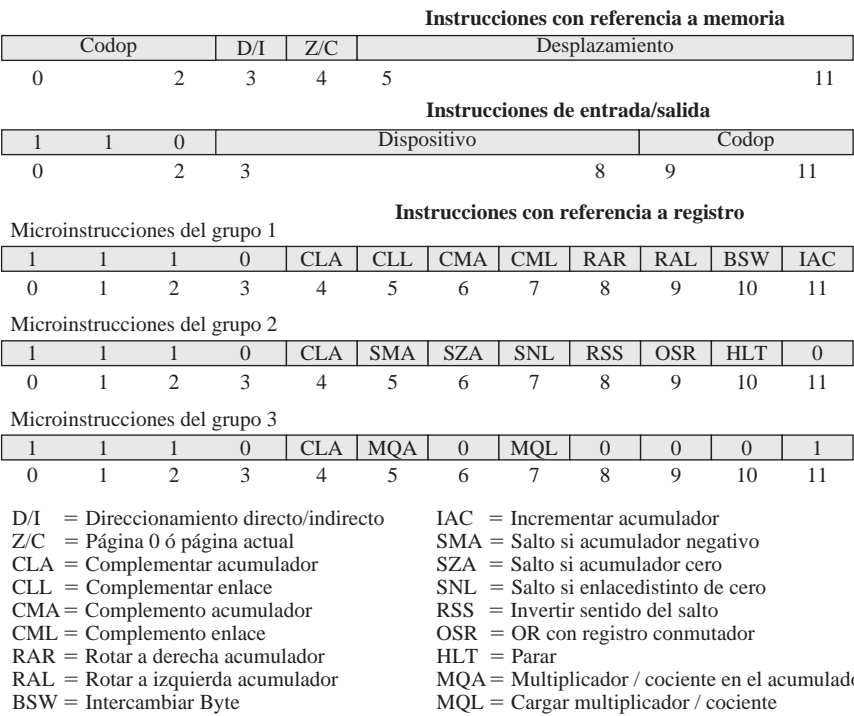 Instrucciones con referencia a memoria
Codop D/I Z/C Desplazamiento
0 2 3 4 5 11
Instrucciones de entrada/salida
1 1 0 Dispositivo Codop
0 2 3 8 9 11
Instrucciones con referencia a registro
Microinstrucciones del grupo 1
1 1 1 0 CLA CLL CMA CML RAR RAL BSW IAC
0 1 2 3 4 5 6 7 8 9 10 11
Microinstrucciones del grupo 2
1 1 1 0 CLA SMA SZA SNL RSS OSR HLT 0
0 1 2 3 4 5 6 7 8 9 10 11
Microinstrucciones del grupo 3
1 1 1 0 CLA MQA 0 MQL 0 0 0 1
0 1 2 3 4 5 6 7 8 9 10 11
D/I = Direccionamiento directo/indirecto
Z/C = Página 0 ó página actual
CLA = Complementar acumulador
CLL = Complementar enlace
CMA = Complemento acumulador
CML = Complemento enlace
RAR = Rotar a derecha acumulador
RAL = Rotar a izquierda acumulador
BSW = Intercambiar Byte
IAC = Incrementar acumulador
SMA = Salto si acumulador negativo
SZA = Salto si acumulador cero
SNL = Salto si enlacedistinto de cero
RSS = Invertir sentido del salto
OSR = OR con registro conmutador
HLT = Parar
MQA = Multiplicador / cociente en el acumulado
MQL = Cargar multiplicador / cociente